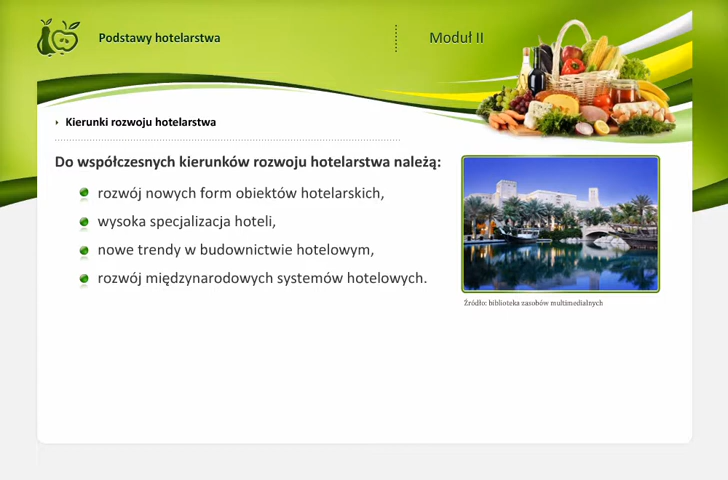 Podstawy hotelarstwa
Moduł II
Kierunki rozwoju hotelarstwa
Do współczesnych kierunków rozwoju hotelarstwa należą:
rozwój nowych form obiektów hotelarskich,
wysoka specjalizacja hoteli,
nowe trendy w budownictwie hotelowym,
rozwój międzynarodowych systemów hotelowych.
Źródło: biblioteka zasobów multimedialnych